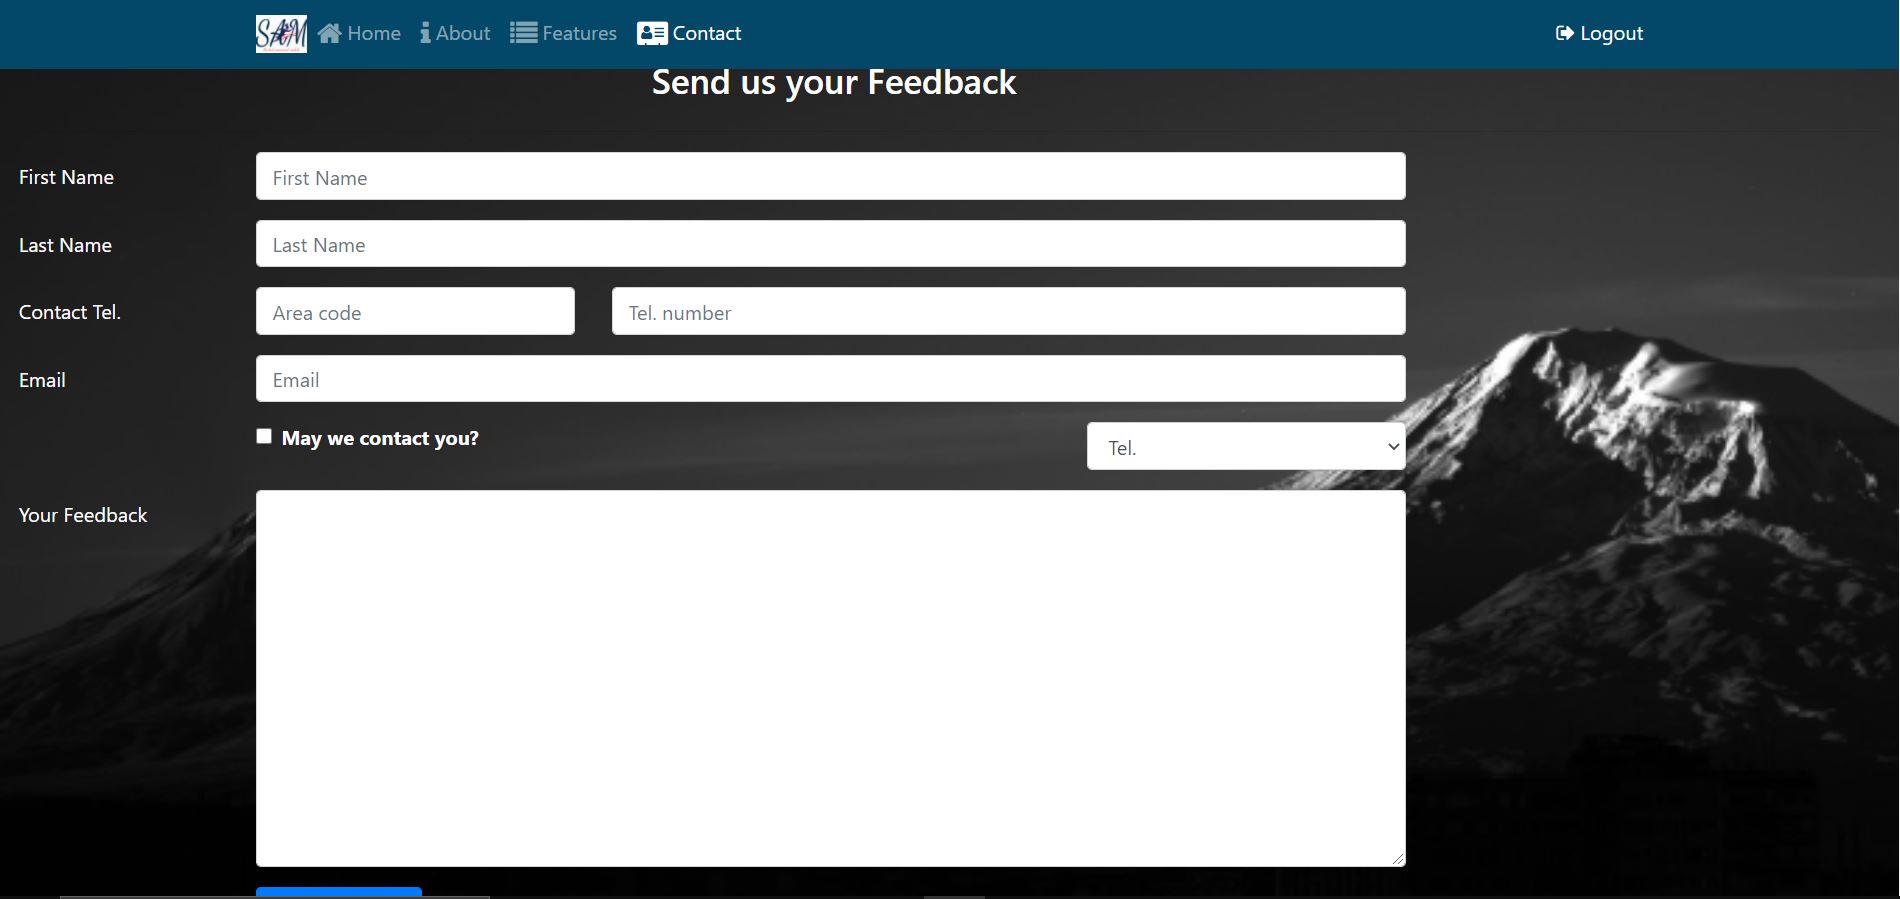 SAM Home About Features Contact Logout
Send us your Feedback
First Name First Name
Last Name Last Name
Contact Tel. Area code Tel. number
Email Email
May we contact you? Tel.
Your Feedback